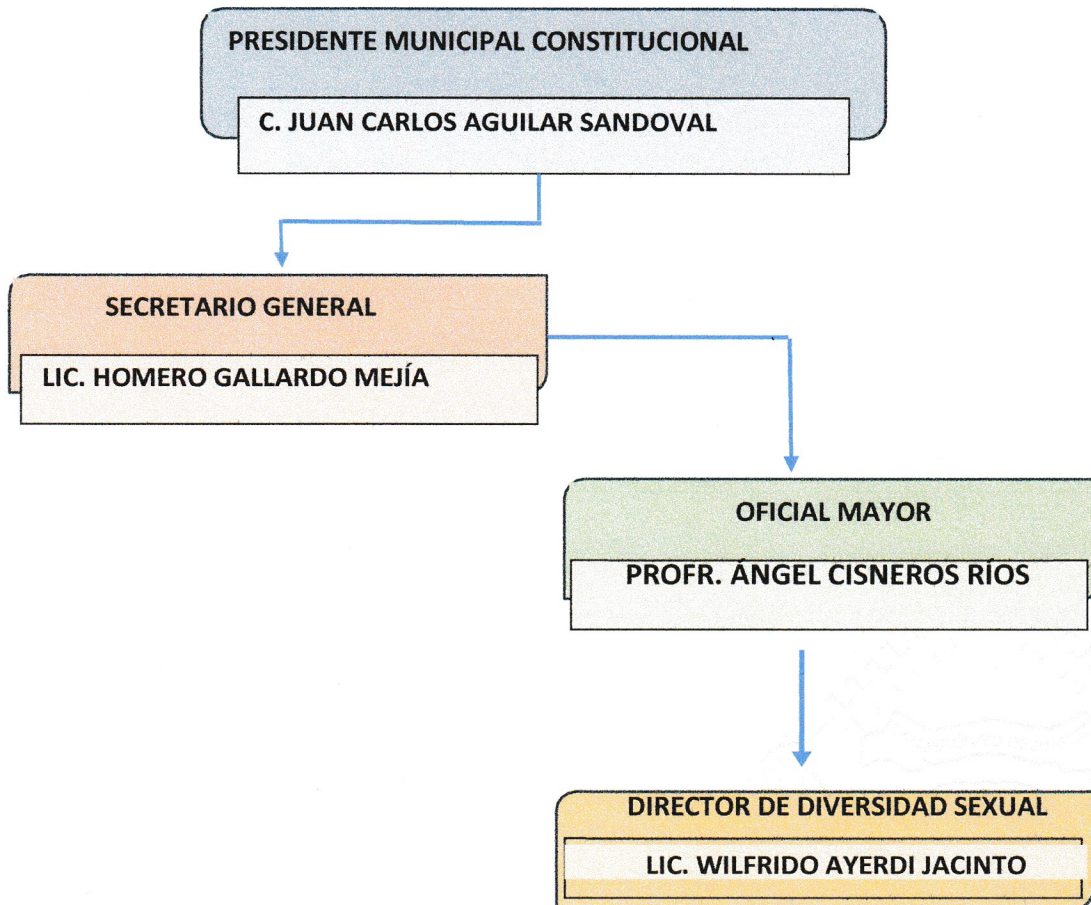 PRESIDENTE MUNICIPAL CONSTITUCIONAL
C. JUAN CARLOS AGUILAR SANDOVAL
SECRETARIO GENERAL
LIC. HOMERO GALLARDO MEJÍA
OFICIAL MAYOR
PROFR. ÁNGEL CISNEROS RÍOS
DIRECTOR DE DIVERSIDAD SEXUAL
LIC. WILFRIDO AYERDI JACINTO